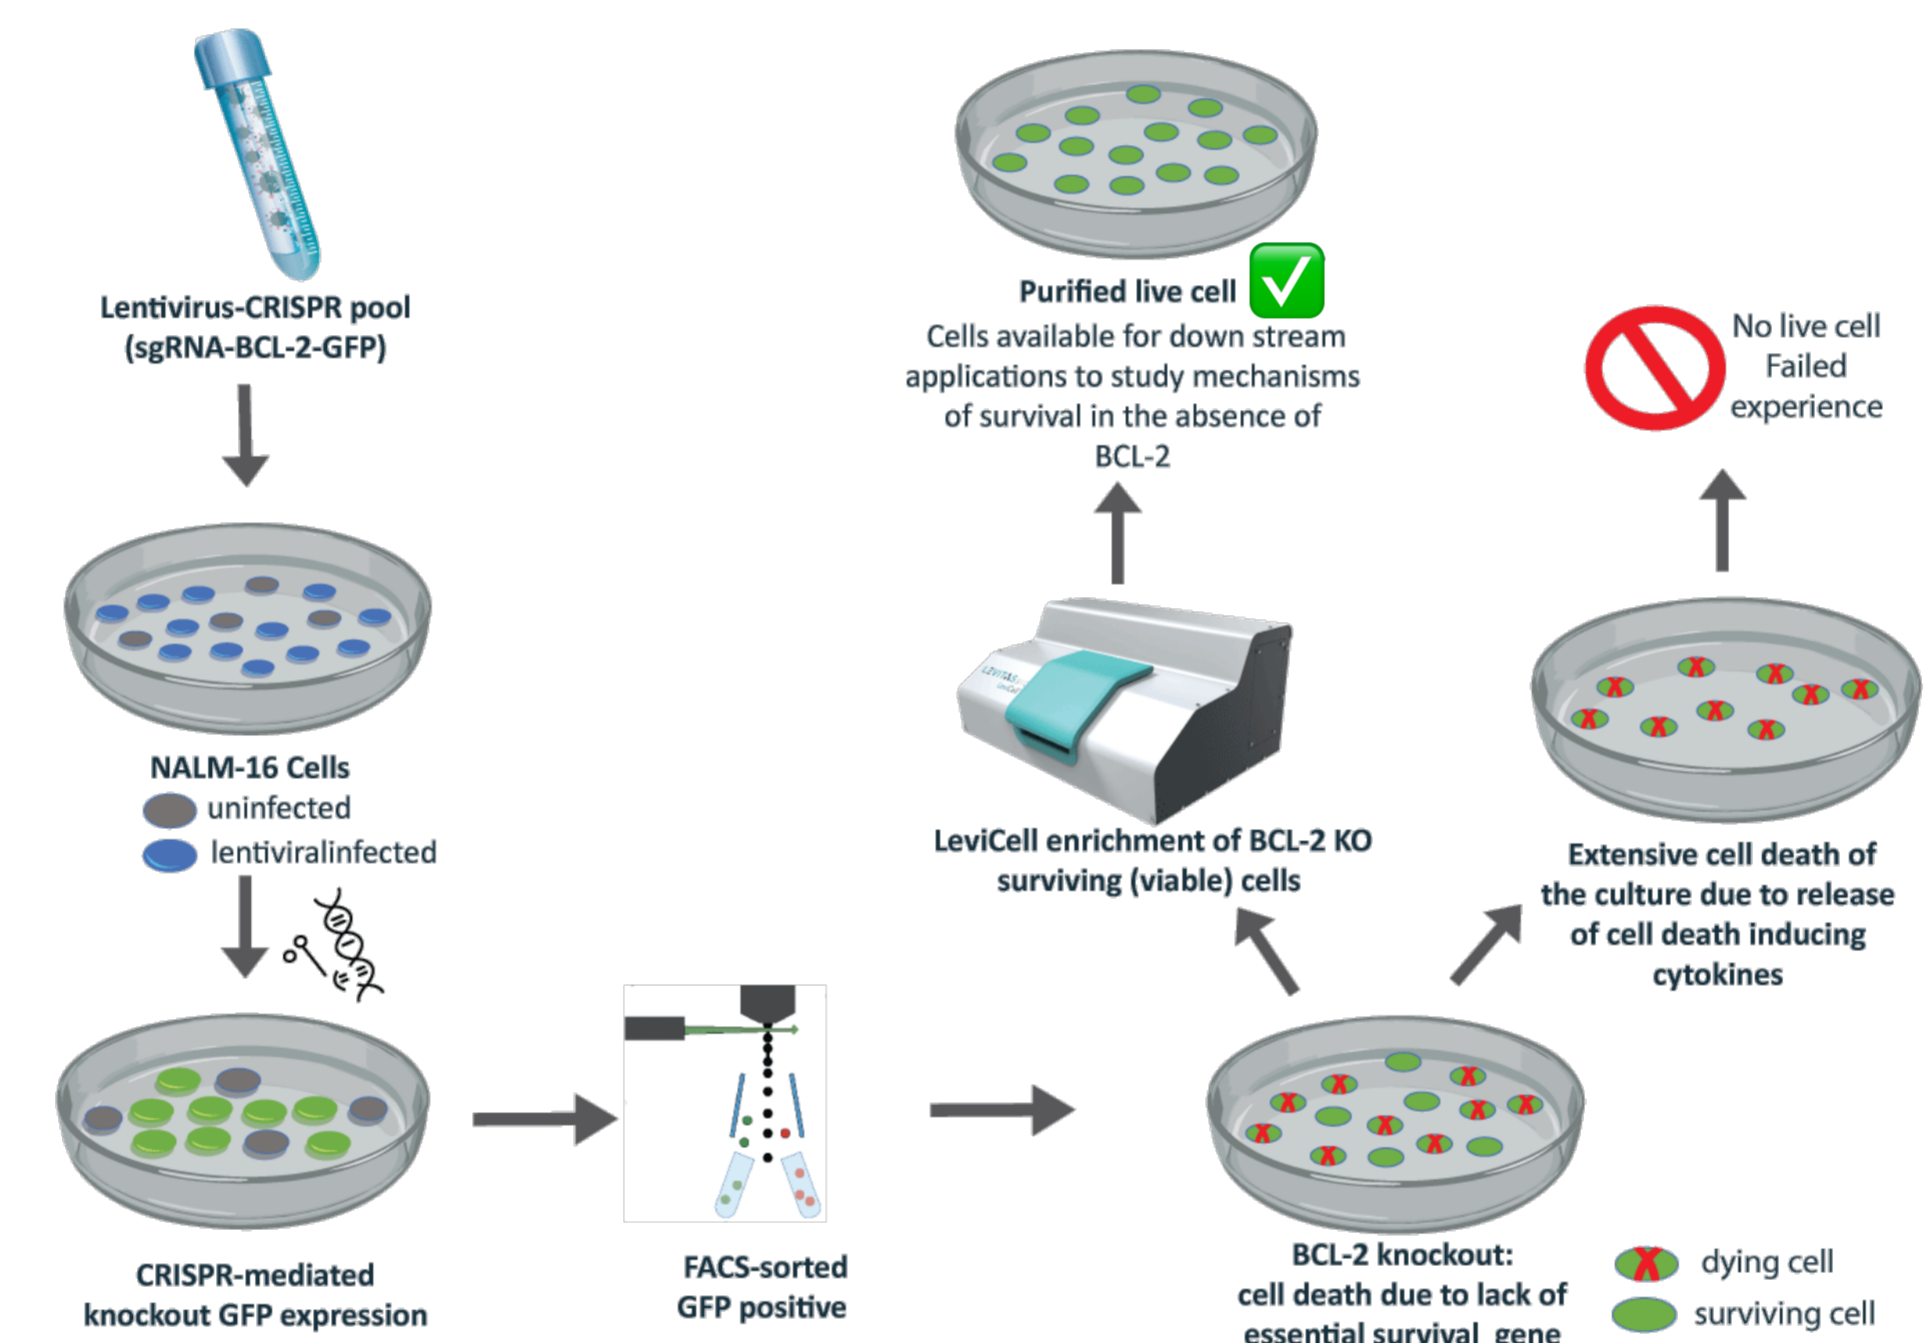 Lentivirus-CRISPR pool
(sgRNA-BCL-2-GFP)
NALM-16 Cells
uninfected
lentiviralinfected
CRISPR-mediated
knockout GFP expression
FACS-sorted
GFP positive
BCL-2 knockout:
cell death due to lack of
essential survival gene
dying cell
surviving cell
LEVITAS
LeviCell
LeviCell enrichment of BCL-2 KO
surviving (viable) cells
Purified live cell
Cells available for down stream
applications to study mechanisms
of survival in the absence of
BCL-2
Extensive cell death of
the culture due to release
of cell death inducing
cytokines
No live cell
Failed
experience